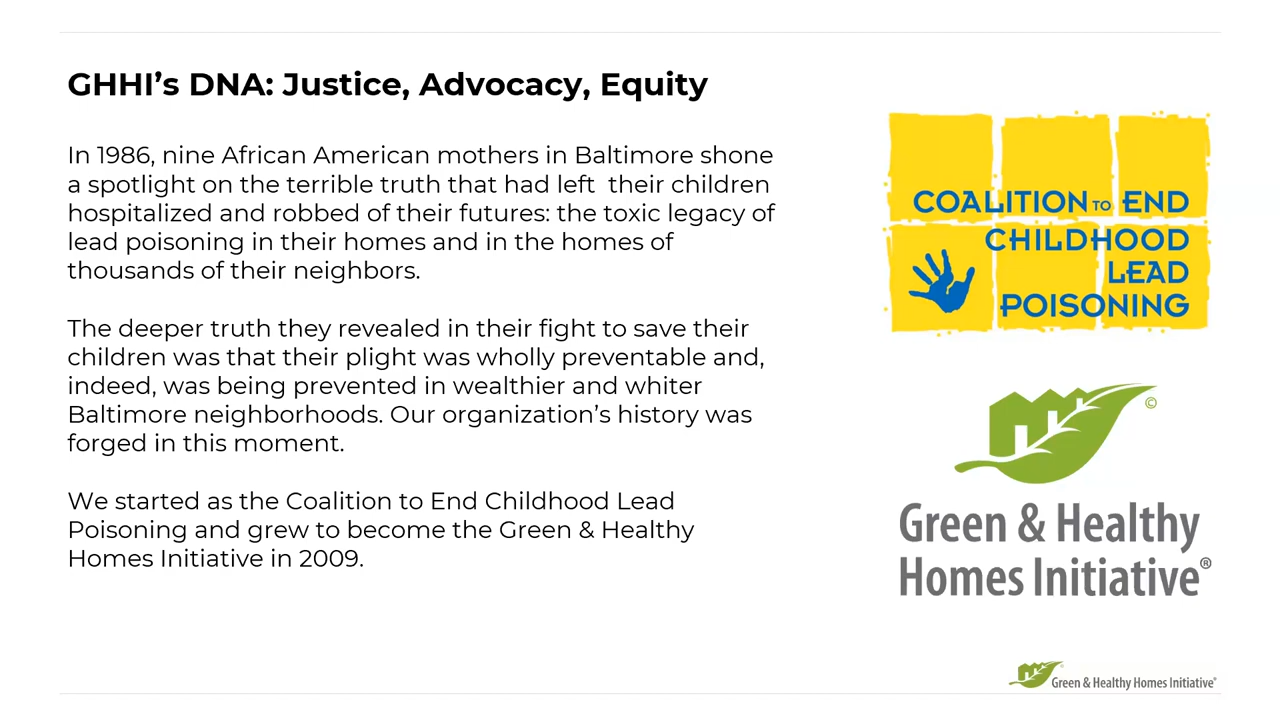 GHHI’s DNA: Justice, Advocacy, Equity
In 1986, nine African American mothers in Baltimore shone
a spotlight on the terrible truth that had left  their children
hospitalized and robbed of their futures: the toxic legacy of
lead poisoning in their homes and in the homes of
thousands of their neighbors.
The deeper truth they revealed in their fight to save their
children was that their plight was wholly preventable and,
indeed, was being prevented in wealthier and whiter
Baltimore neighborhoods. Our organization’s history was
forged in this moment.
We started as the Coalition to End Childhood Lead
Poisoning and grew to become the Green & Healthy
Homes Initiative in 2009.
COALITION TO END
CHILDHOOD
LEAD
POISONING
©
Green & Healthy
Homes Initiative®
Green & Healthy Homes Initiative®